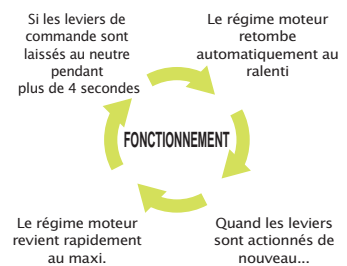 Si les leviers de
commande sont
laissés au neutre
pendant
plus de 4 secondes
Le régime moteur
retombe
automatiquement au
ralenti
FONCTIONNEMENT
Quand les leviers
sont actionnés de
nouveau...
Le régime moteur
revient rapidement
au maxi.